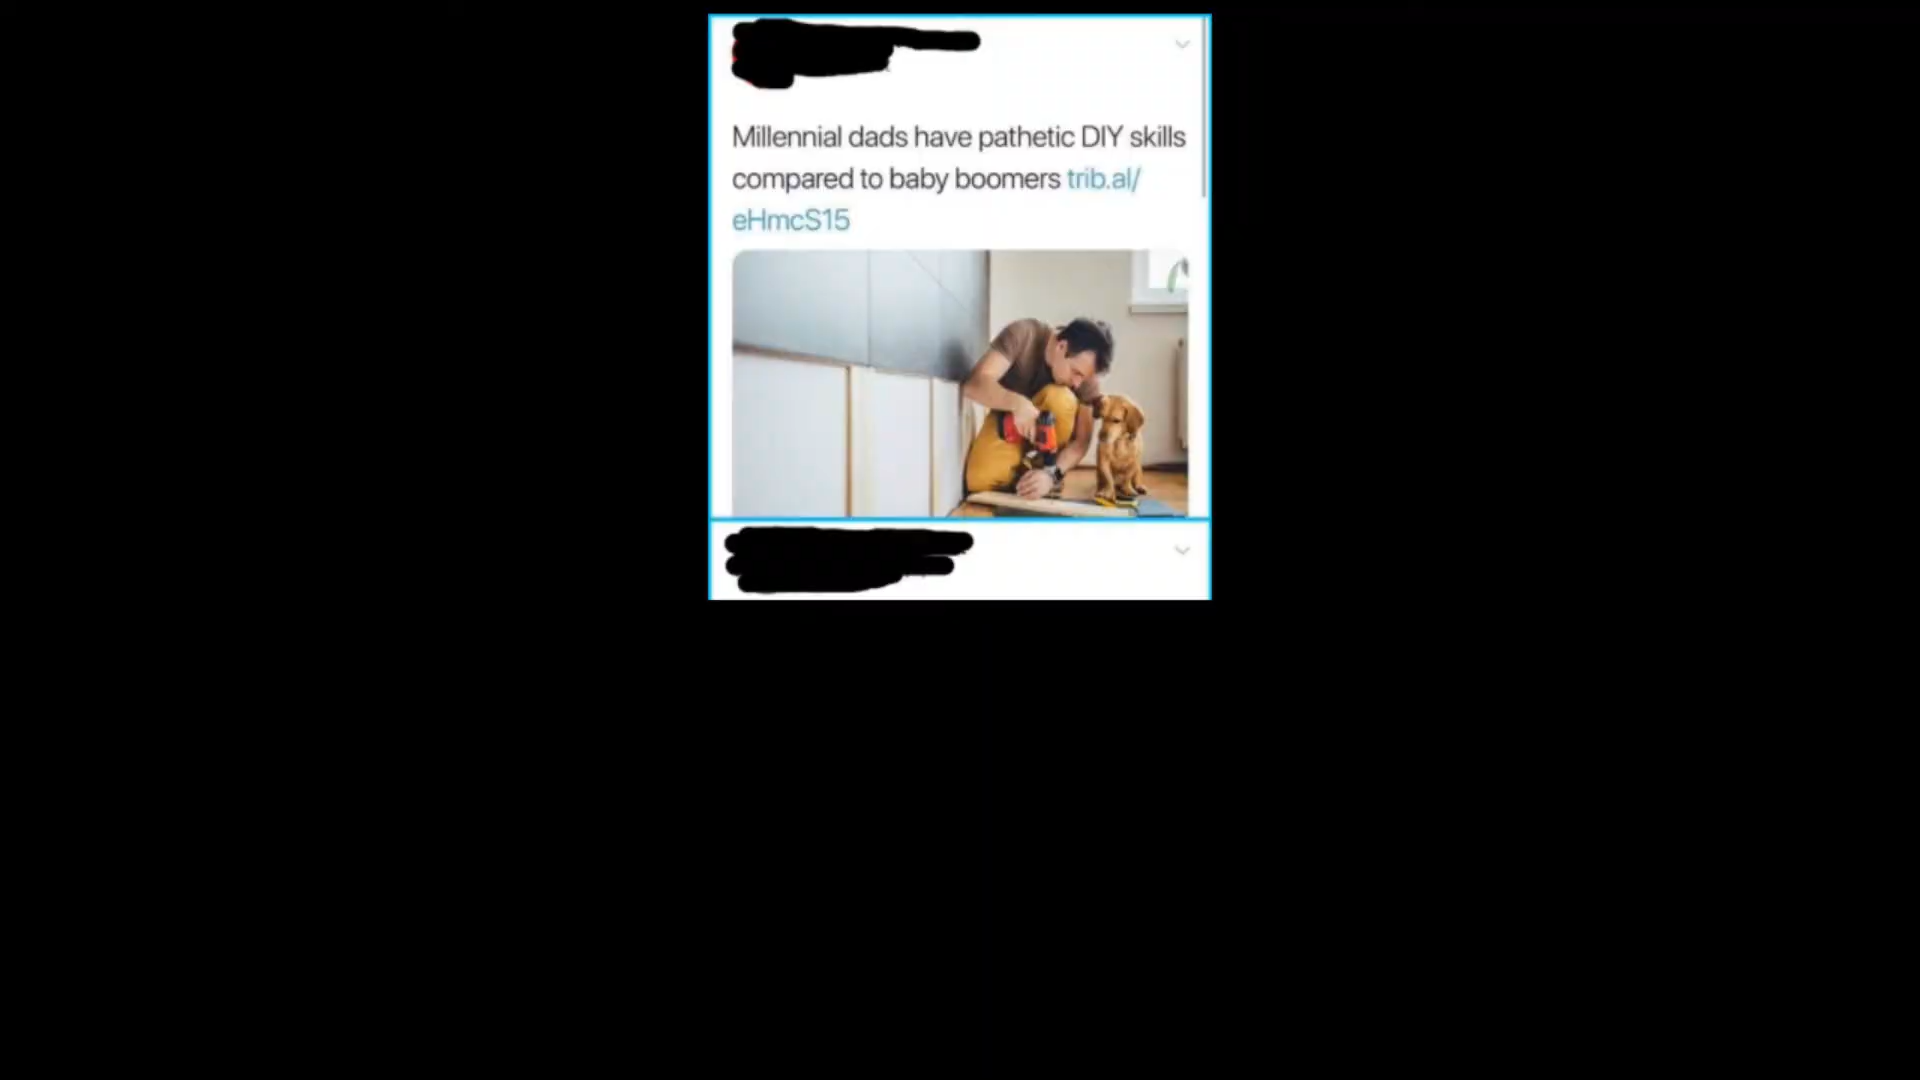 Millennial dads have pathetic DIY skills
compared to baby boomers trib.al/
eHmcS15